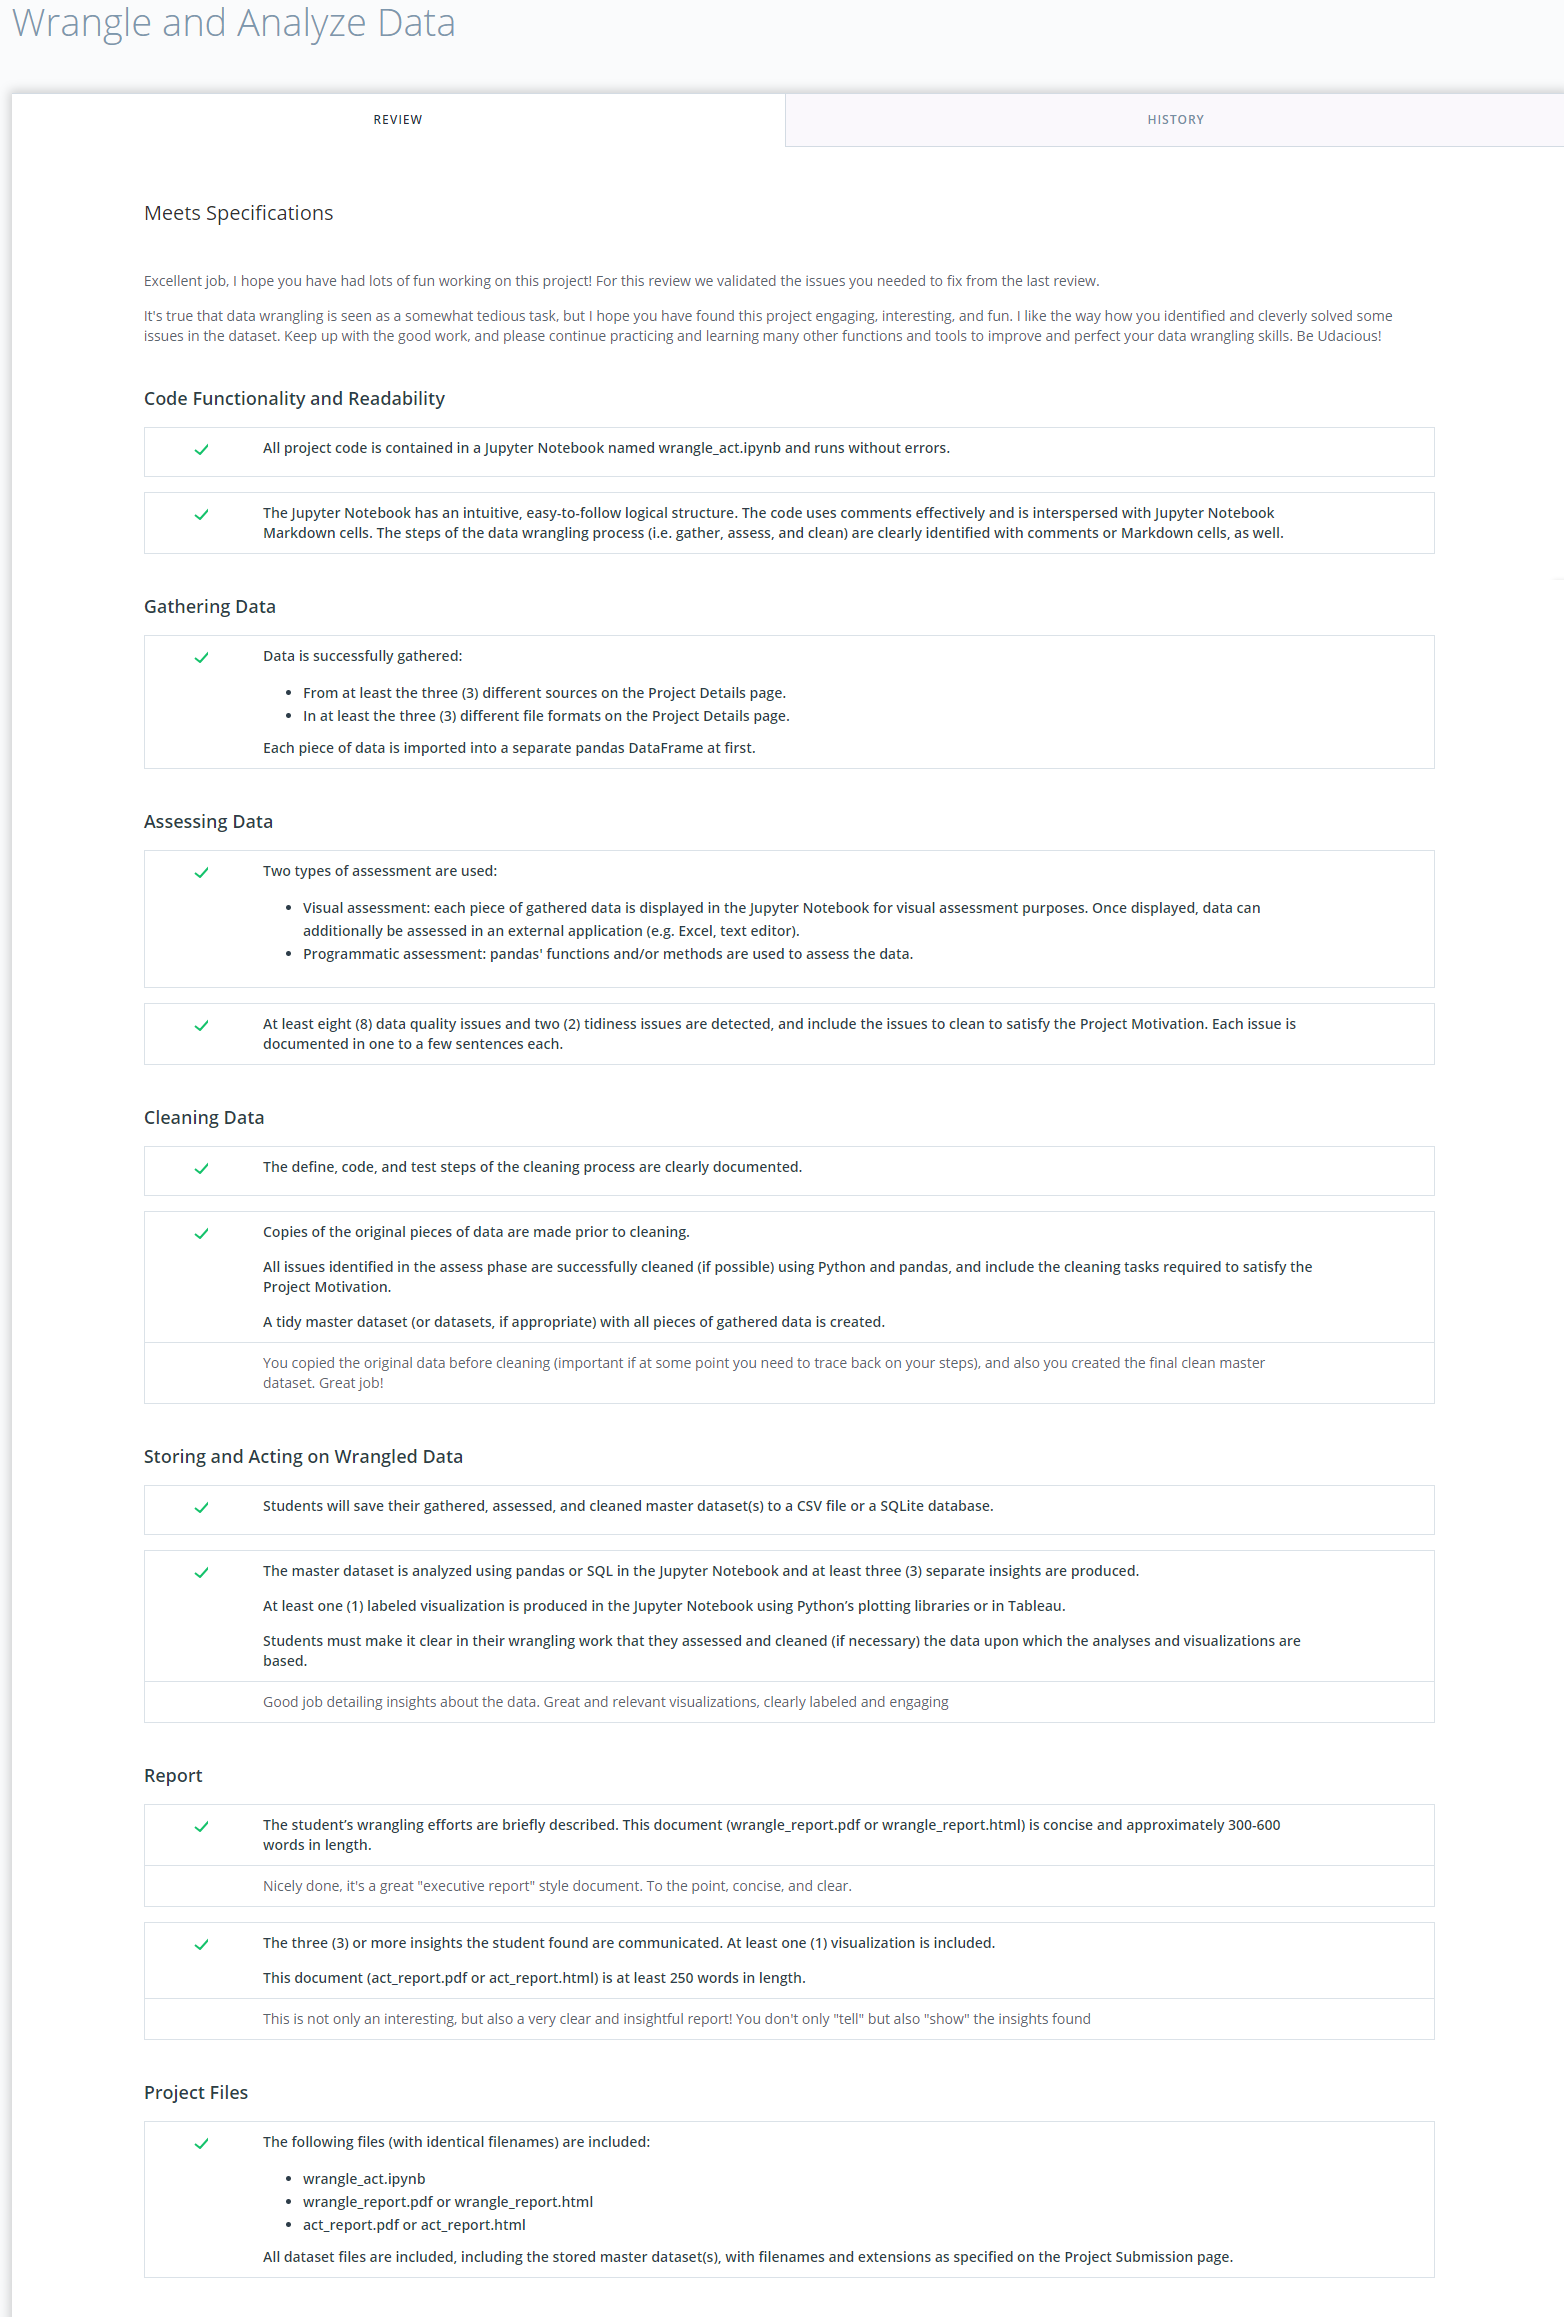 Wrangle and Analyze Data
REVIEW
HISTORY
Meets Specifications
Excellent job, I hope you have had lots of fun working on this project! For this review we validated the issues you needed to fix from the last review.
It's true that data wrangling is seen as a somewhat tedious task, but I hope you have found this project engaging, interesting, and fun. I like the way how you identified and cleverly solved some
issues in the dataset. Keep up with the good work, and please continue practicing and learning many other functions and tools to improve and perfect your data wrangling skills. Be Udacious!
Code Functionality and Readability
All project code is contained in a Jupyter Notebook named wrangle_act.ipynb and runs without errors.
The Jupyter Notebook has an intuitive, easy-to-follow logical structure. The code uses comments effectively and is interspersed with Jupyter Notebook
Markdown cells. The steps of the data wrangling process (i.e. gather, assess, and clean) are clearly identified with comments or Markdown cells, as well.
Gathering Data
Data is successfully gathered:
• From at least the three (3) different sources on the Project Details page.
• In at least the three (3) different file formats on the Project Details page.
Each piece of data is imported into a separate pandas DataFrame at first.
Assessing Data
Two types of assessment are used:
• Visual assessment: each piece of gathered data is displayed in the Jupyter Notebook for visual assessment purposes. Once displayed, data can
additionally be assessed in an external application (e.g. Excel, text editor).
• Programmatic assessment: pandas' functions and/or methods are used to assess the data.
At least eight (8) data quality issues and two (2) tidiness issues are detected, and include the issues to clean to satisfy the Project Motivation. Each issue is
documented in one to a few sentences each.
Cleaning Data
The define, code, and test steps of the cleaning process are clearly documented.
Copies of the original pieces of data are made prior to cleaning.
All issues identified in the assess phase are successfully cleaned (if possible) using Python and pandas, and include the cleaning tasks required to satisfy the
Project Motivation.
A tidy master dataset (or datasets, if appropriate) with all pieces of gathered data is created.
You copied the original data before cleaning (important if at some point you need to trace back on your steps), and also you created the final clean master
dataset. Great job!
Storing and Acting on Wrangled Data
Students will save their gathered, assessed, and cleaned master dataset(s) to a CSV file or a SQLite database.
The master dataset is analyzed using pandas or SQL in the Jupyter Notebook and at least three (3) separate insights are produced.
At least one (1) labeled visualization is produced in the Jupyter Notebook using Python’s plotting libraries or in Tableau.
Students must make it clear in their wrangling work that they assessed and cleaned (if necessary) the data upon which the analyses and visualizations are
based.
Good job detailing insights about the data. Great and relevant visualizations, clearly labeled and engaging
Report
The student’s wrangling efforts are briefly described. This document (wrangle_report.pdf or wrangle_report.html) is concise and approximately 300-600
words in length.
Nicely done, it's a great "executive report" style document. To the point, concise, and clear.
The three (3) or more insights the student found are communicated. At least one (1) visualization is included.
This document (act_report.pdf or act_report.html) is at least 250 words in length.
This is not only an interesting, but also a very clear and insightful report! You don't only "tell" but also "show" the insights found
Project Files
The following files (with identical filenames) are included:
• wrangle_act.ipynb
• wrangle_report.pdf or wrangle_report.html
• act_report.pdf or act_report.html
All dataset files are included, including the stored master dataset(s), with filenames and extensions as specified on the Project Submission page.